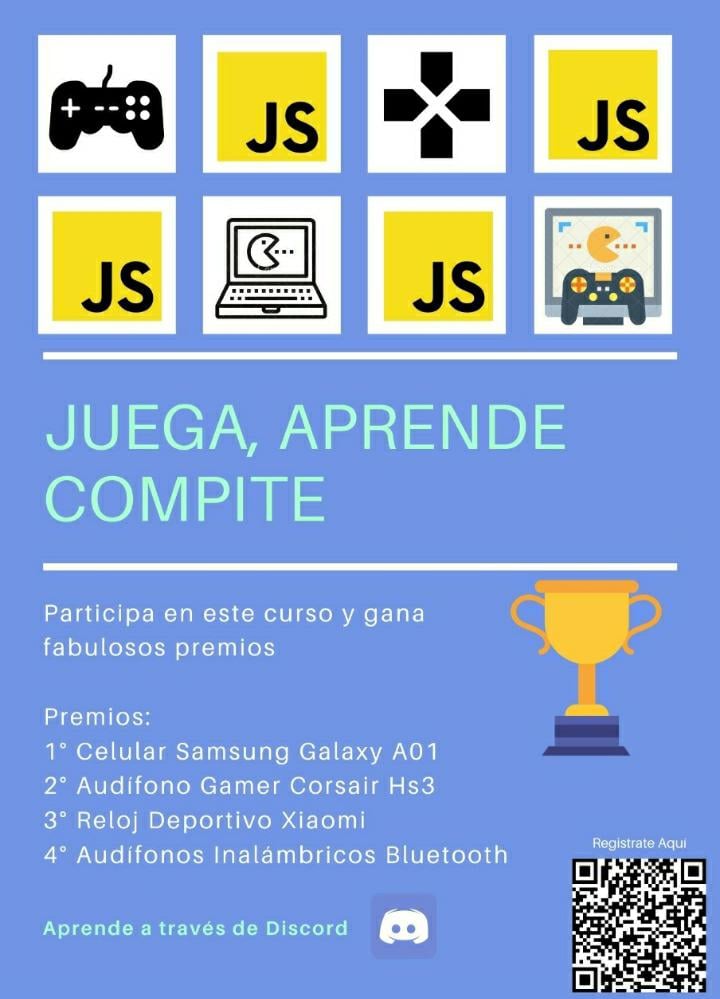 JS
JS
JS
JS
JUEGA, APRENDE
COMPITE
Participa en este curso y gana
fabulosos premios
Premios:
1° Celular Samsung Galaxy A01
2° Audífono Gamer Corsair Hs3
3° Reloj Deportivo Xiaomi
4° Audífonos Inalámbricos Bluetooth
Registrate Aquí
Aprende a través de Discord